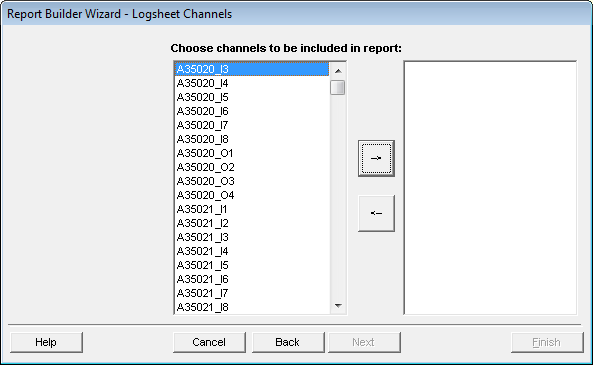 Report Builder Wizard - Logsheet Channels
Choose channels to be included in report:
A35020_I3
A35020_I4
A35020_I5
A35020_I6
A35020_I7
A35020_I8
A35020_O1
A35020_O2
A35020_O3
A35020_O4
A35021_I1
A35021_I2
A35021_I3
A35021_I4
A35021_I5
A35021_I6
A35021_I7
A35021_I8
-->
<--
Help
Cancel
Back
Next
Finish